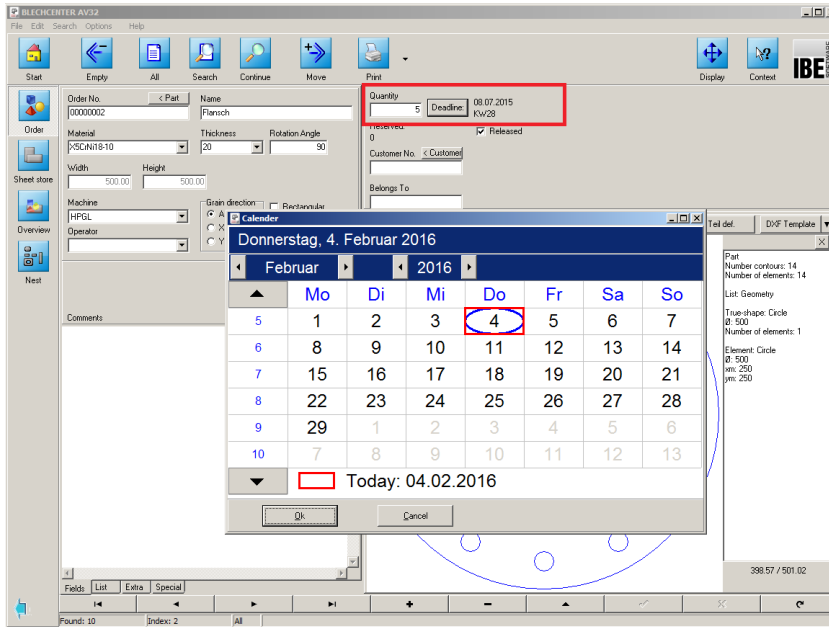 BLECHCENTER AV32
File Edit Search Options Help
Start Empty All Search Continue Move Print Display Context IBE SOFTWARE
Order
Sheet store
Overview
Nest
Order No. < Part Name
00000002 Flansch
Material Thickness Rotation Angle
X5CrNi18-10 20 90
Width Height
500.00 500.00
Machine Grain direction Rectangular
HPGL A
Operator X
Y
Comments
Quantity
5 Deadline: 08.07.2015
KW28
Reserved:
0 Released
Customer No. < Customer
Belongs To
Teil def. DXF Template
Calender
Donnerstag, 4. Februar 2016
Februar 2016
Mo Di Mi Do Fr Sa So
5 1 2 3 4 5 6 7
6 8 9 10 11 12 13 14
7 15 16 17 18 19 20 21
8 22 23 24 25 26 27 28
9 29 1 2 3 4 5 6
10 7 8 9 10 11 12 13
Today: 04.02.2016
Ok Cancel
Part
Number contours: 14
Number of elements: 14
List: Geometry
True-shape: Circle
Ø: 500
Number of elements: 1
Element: Circle
Ø: 500
xm: 250
ym: 250
398.57 / 501.02
Fields List Extra Special
Found: 10 Index: 2 All